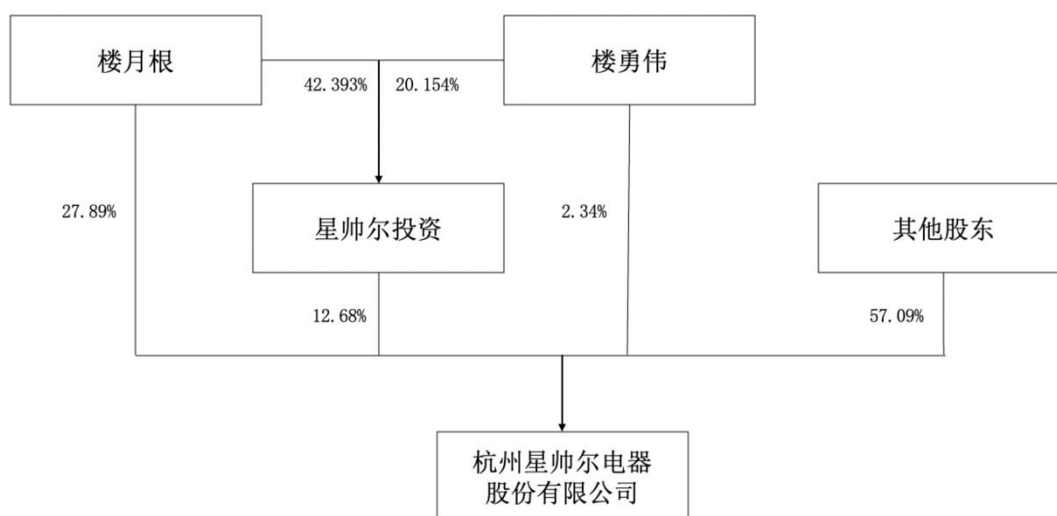 楼月根
楼勇伟
42.393%
20.154%
27.89%
星帅尔投资
2.34%
其他股东
12.68%
57.09%
杭州星帅尔电器
股份有限公司